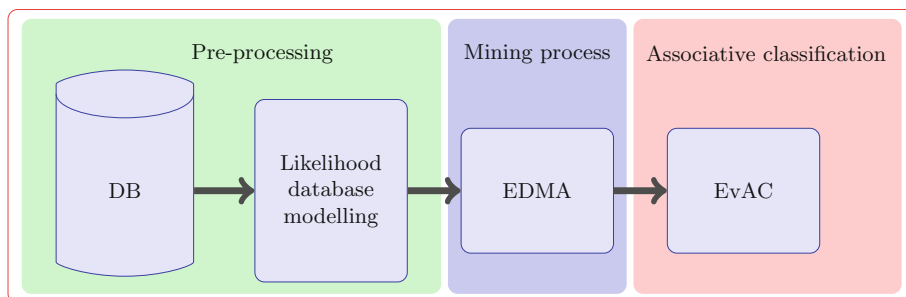 Pre-processing
Mining process
Associative classification
DB
Likelihood
database
modelling
EDMA
EvAC